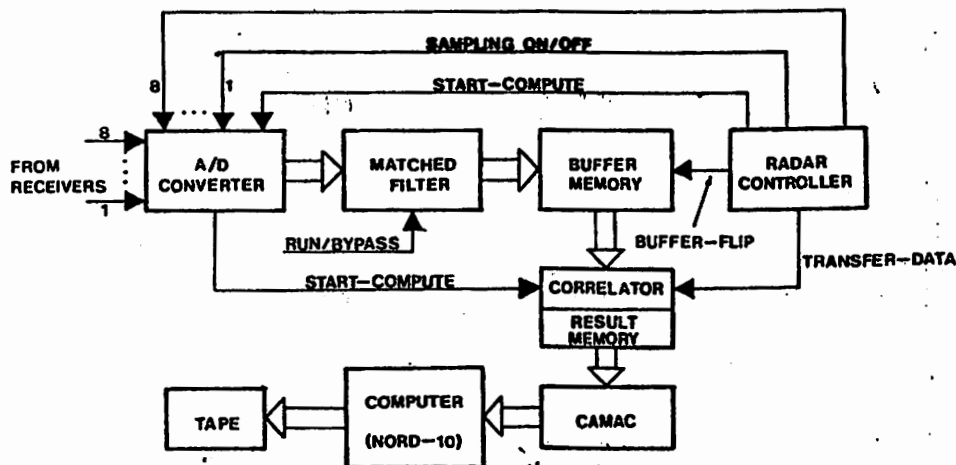 SAMPLING ON/OFF
8
1
START-COMPUTE
8
FROM
RECEIVERS
1
A/D
CONVERTER
MATCHED
FILTER
BUFFER
MEMORY
RADAR
CONTROLLER
RUN/BYPASS
BUFFER-FLIP
TRANSFER-DATA
START-COMPUTE
CORRELATOR
RESULT
MEMORY
TAPE
COMPUTER
(NORD-10)
CAMAC